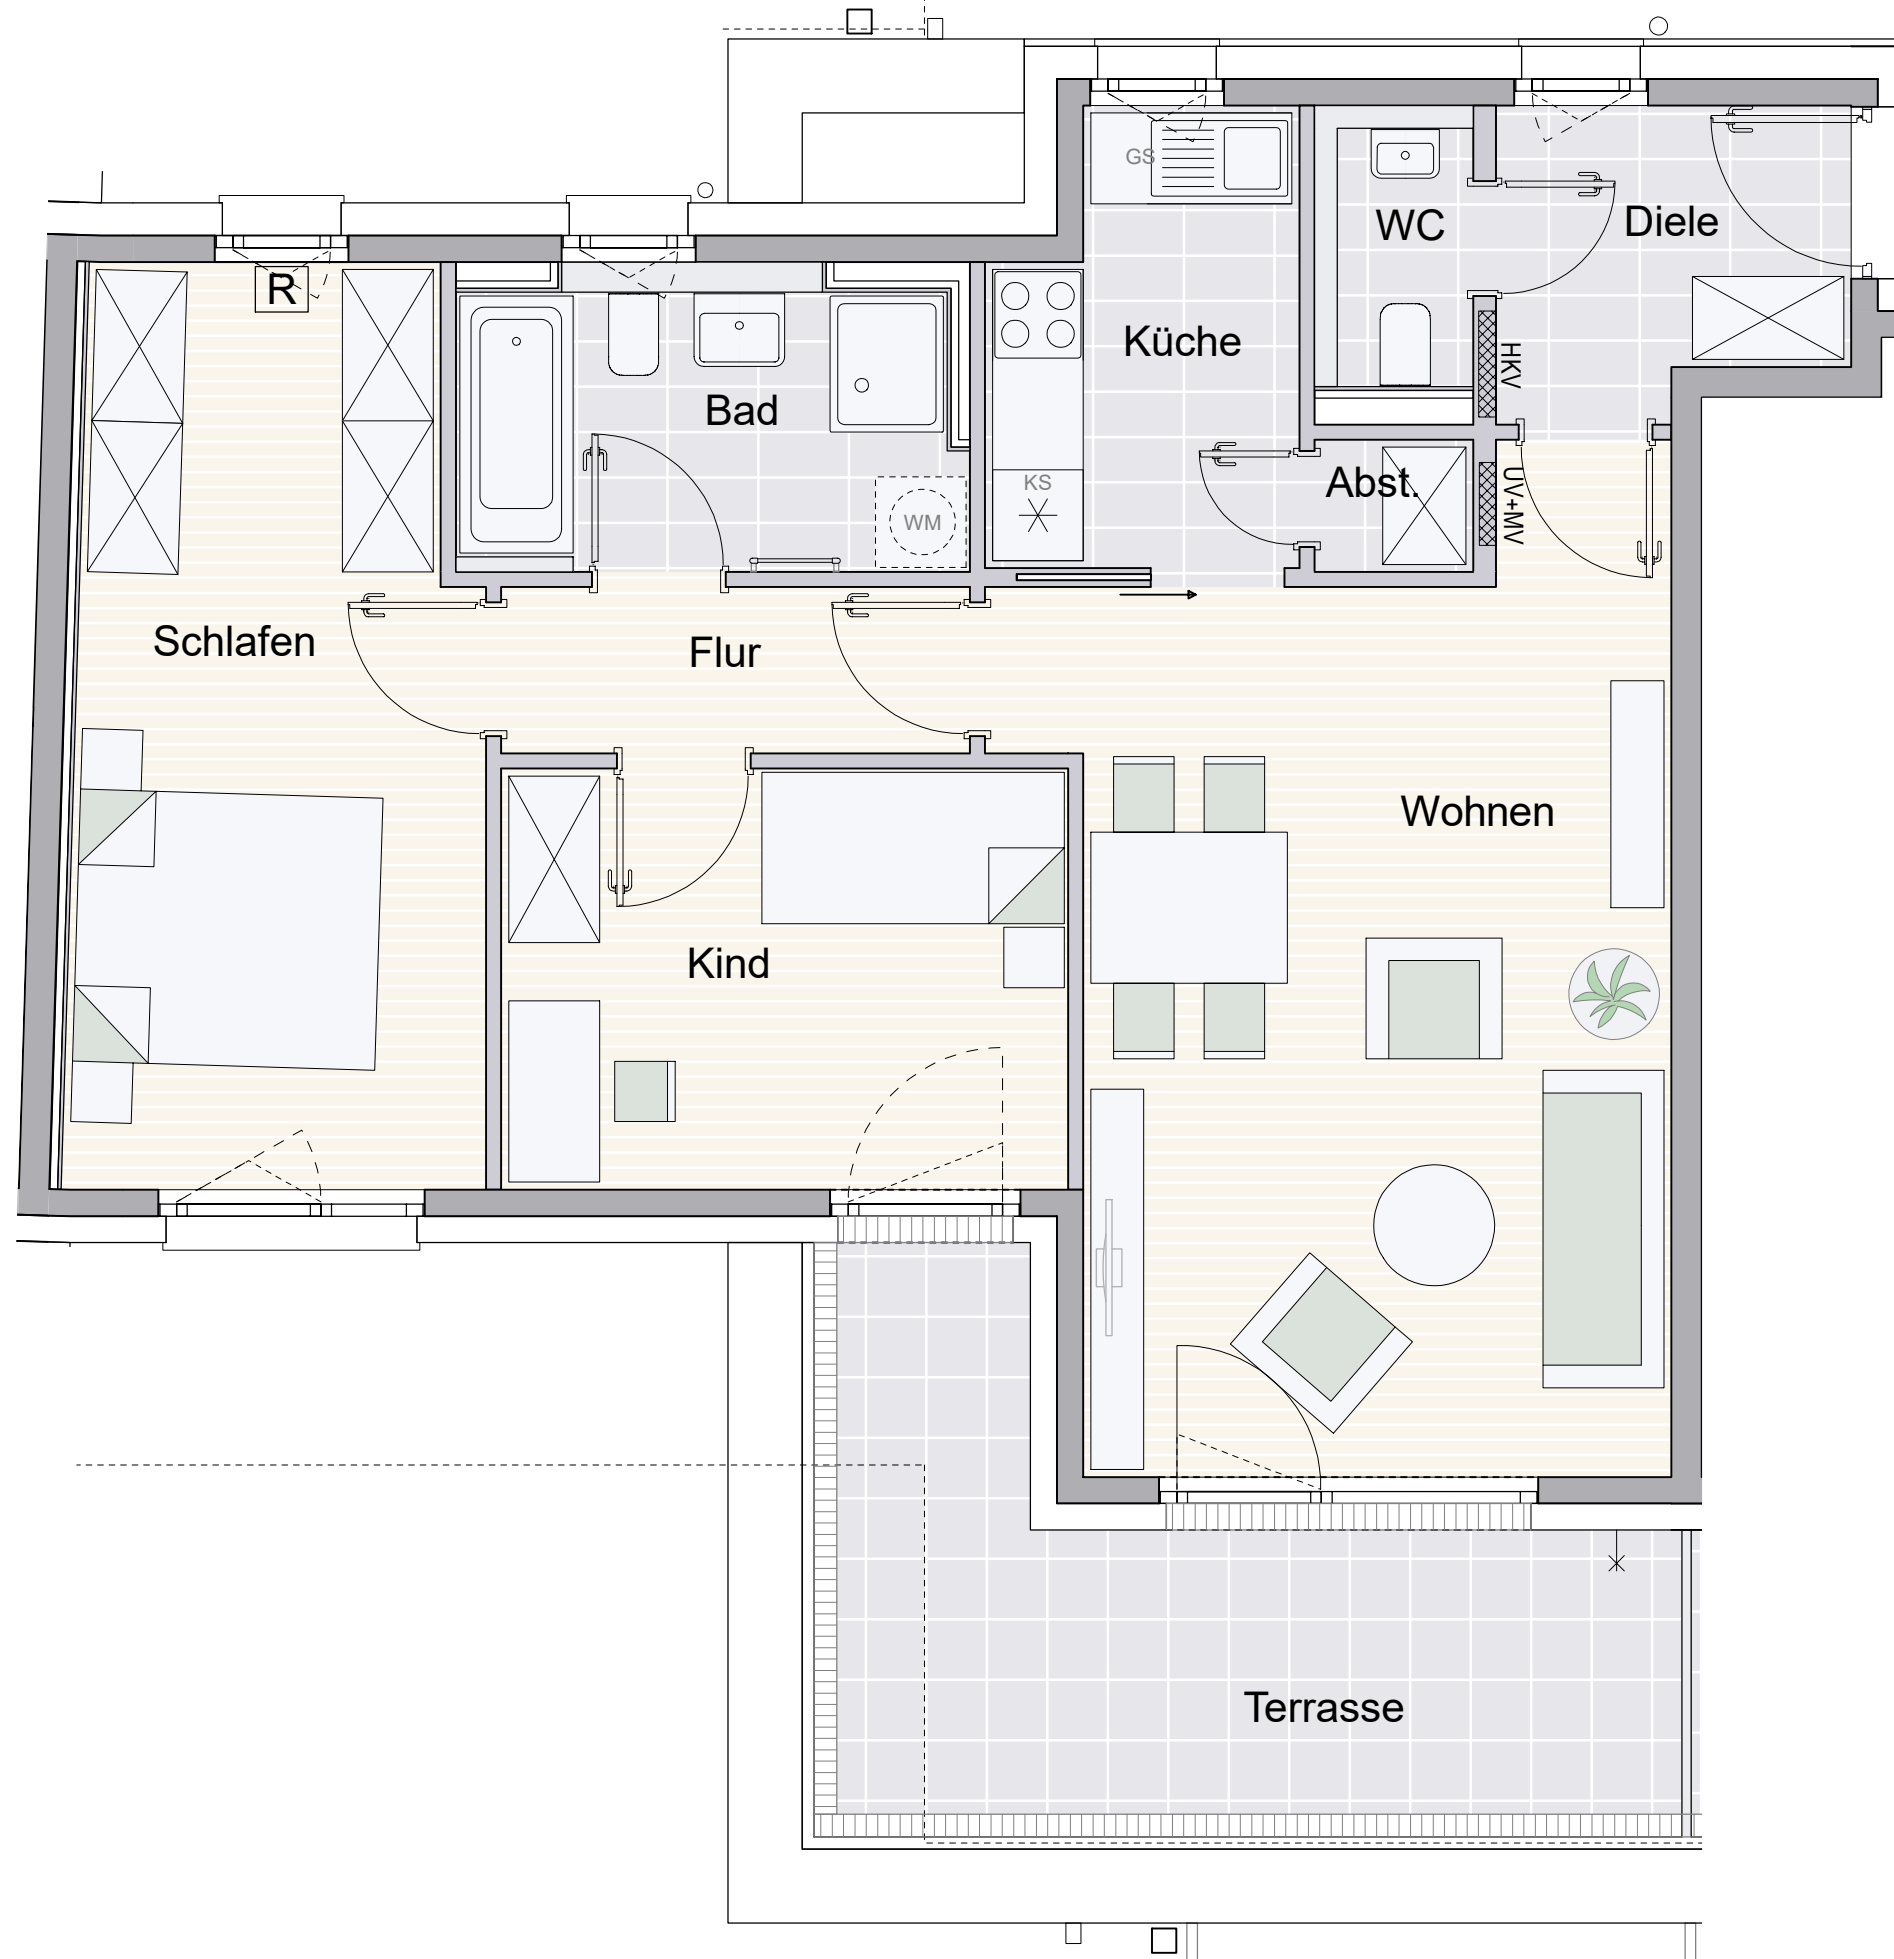 GS
WC
Diele
R
Küche
HKV
Bad
KS
Abst.
UV+MV
WM
Schlafen
Flur
Wohnen
Kind
Terrasse